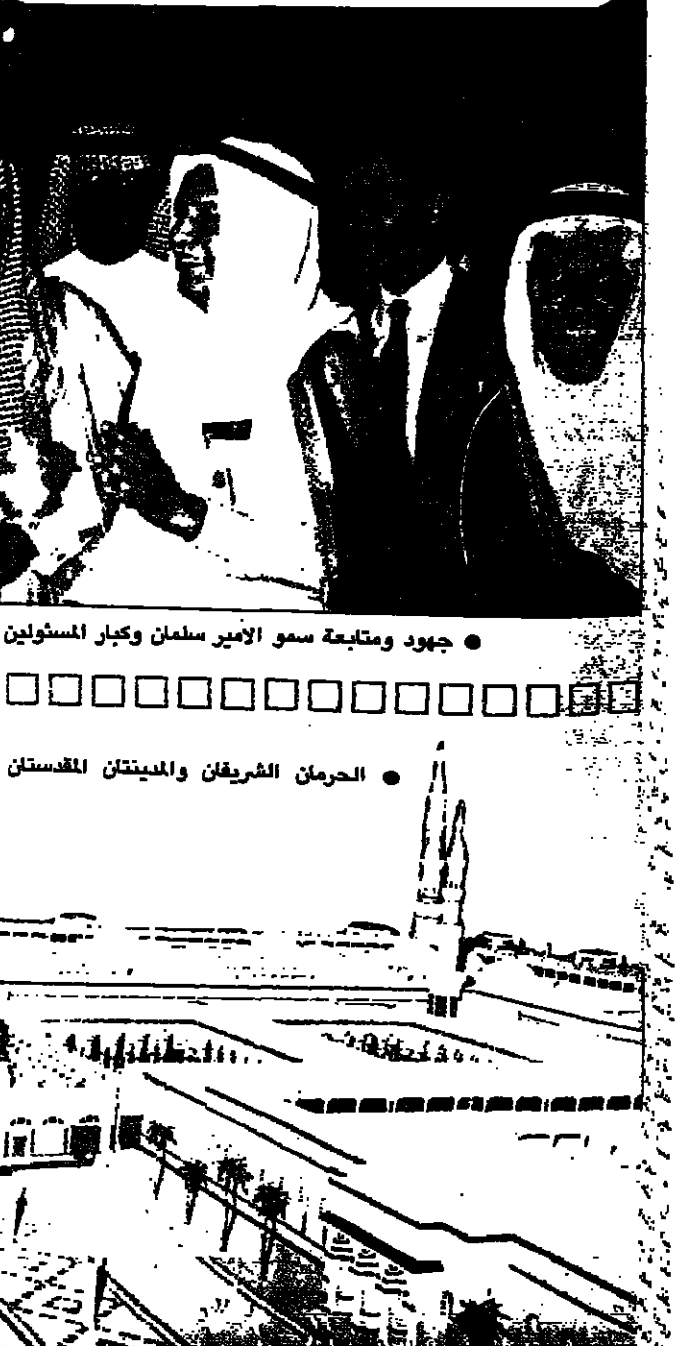 ● جهود ومتابعة سمو الامير سلمان وكبار المسئولين
● الحرمان الشريفان والمدينتان المقدستان